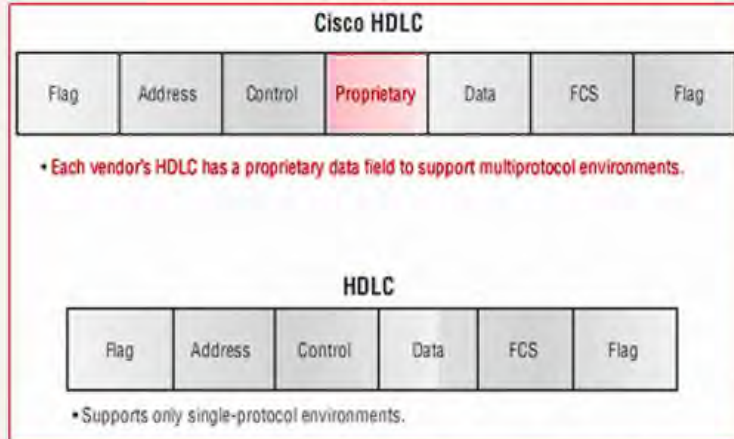 Cisco HDLC
Flag Address Control Proprietary Data FCS Flag
• Each vendor's HDLC has a proprietary data field to support multiprotocol environments.
HDLC
Flag Address Control Data FCS Flag
• Supports only single-protocol environments.